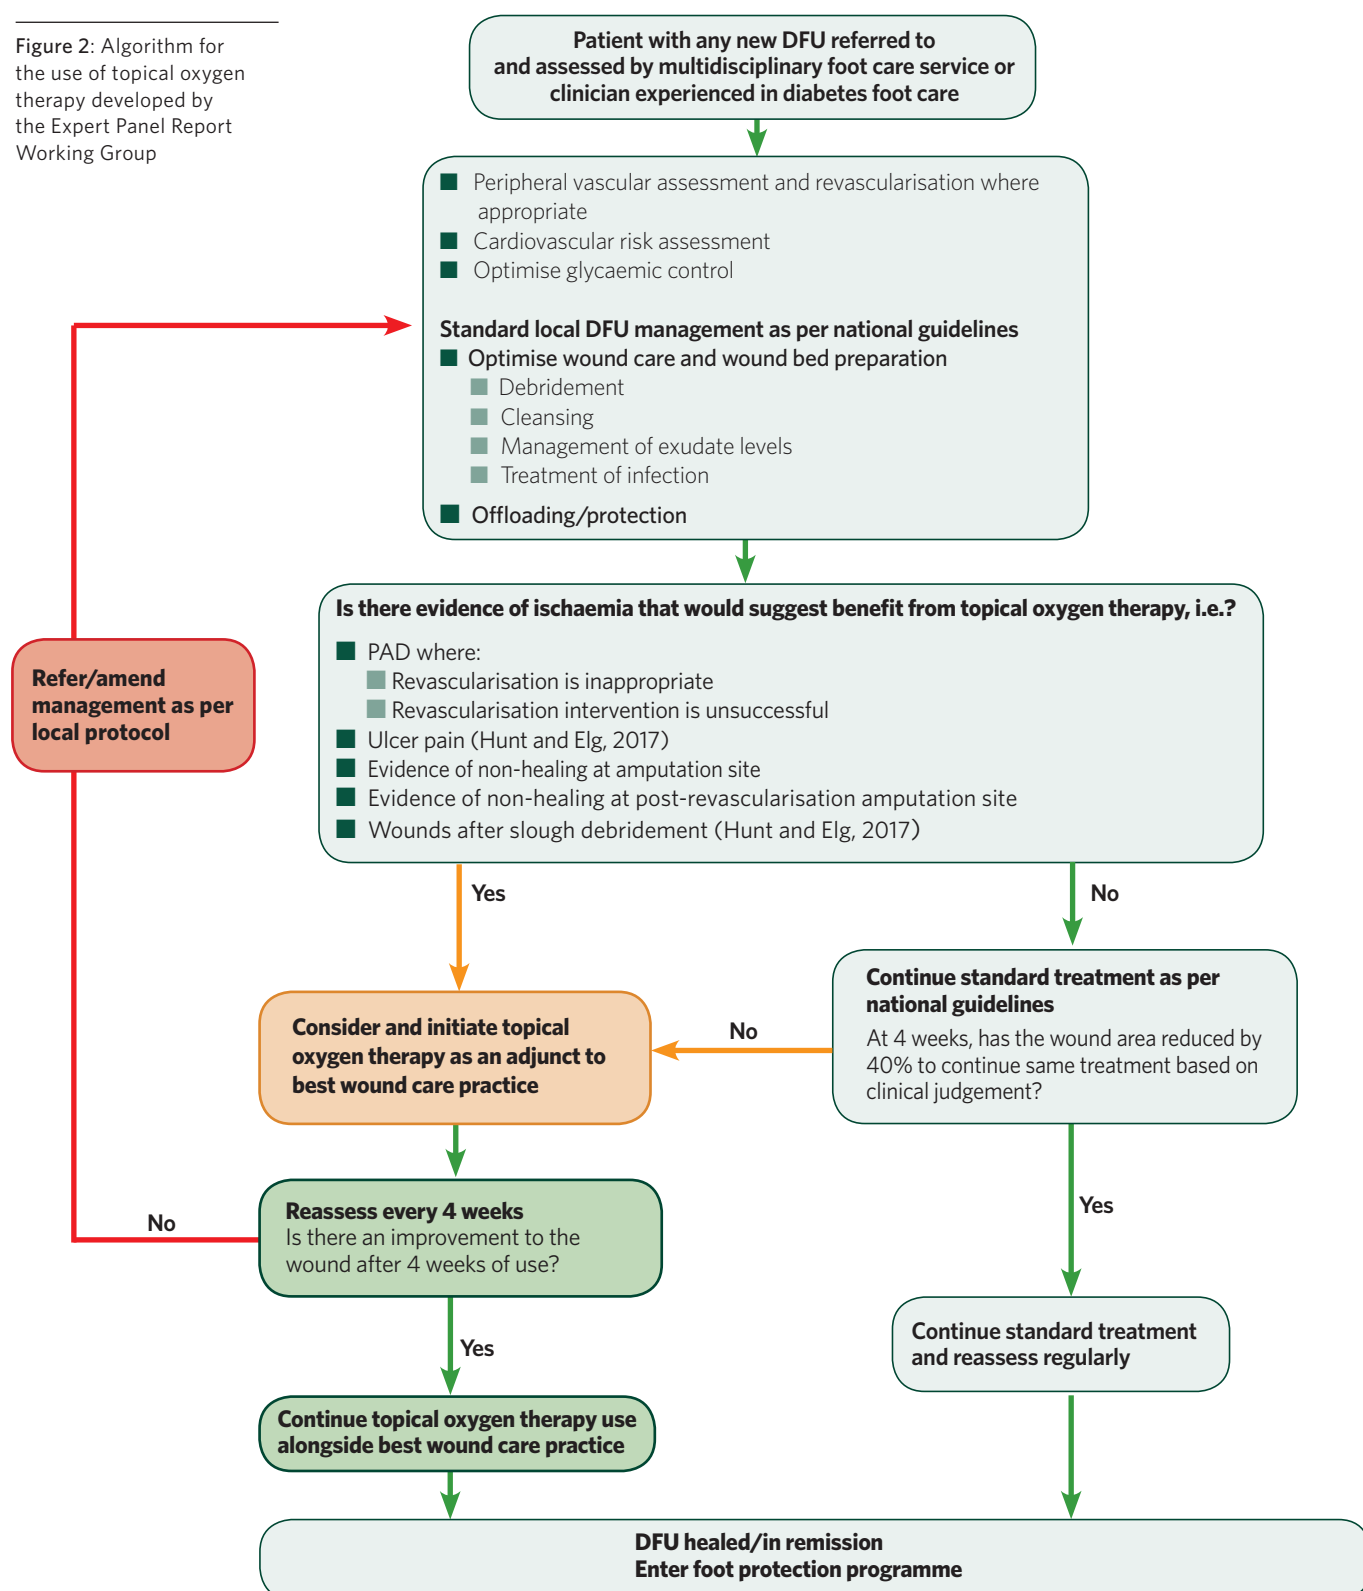 Figure 2: Algorithm for
the use of topical oxygen
therapy developed by
the Expert Panel Report
Working Group
Patient with any new DFU referred to
and assessed by multidisciplinary foot care service or
clinician experienced in diabetes foot care
Peripheral vascular assessment and revascularisation where
appropriate
Cardiovascular risk assessment
Optimise glycaemic control
Standard local DFU management as per national guidelines
Optimise wound care and wound bed preparation
Debridement
Cleansing
Management of exudate levels
Treatment of infection
Offloading/protection
Is there evidence of ischaemia that would suggest benefit from topical oxygen therapy, i.e.?
PAD where:
Revascularisation is inappropriate
Revascularisation intervention is unsuccessful
Ulcer pain (Hunt and Elg, 2017)
Evidence of non-healing at amputation site
Evidence of non-healing at post-revascularisation amputation site
Wounds after slough debridement (Hunt and Elg, 2017)
Refer/amend
management as per
local protocol
Yes
No
Consider and initiate topical
oxygen therapy as an adjunct to
best wound care practice
No
Continue standard treatment as per
national guidelines
At 4 weeks, has the wound area reduced by
40% to continue same treatment based on
clinical judgement?
Reassess every 4 weeks
Is there an improvement to the
wound after 4 weeks of use?
No
Yes
Yes
Continue standard treatment
and reassess regularly
Continue topical oxygen therapy use
alongside best wound care practice
DFU healed/in remission
Enter foot protection programme